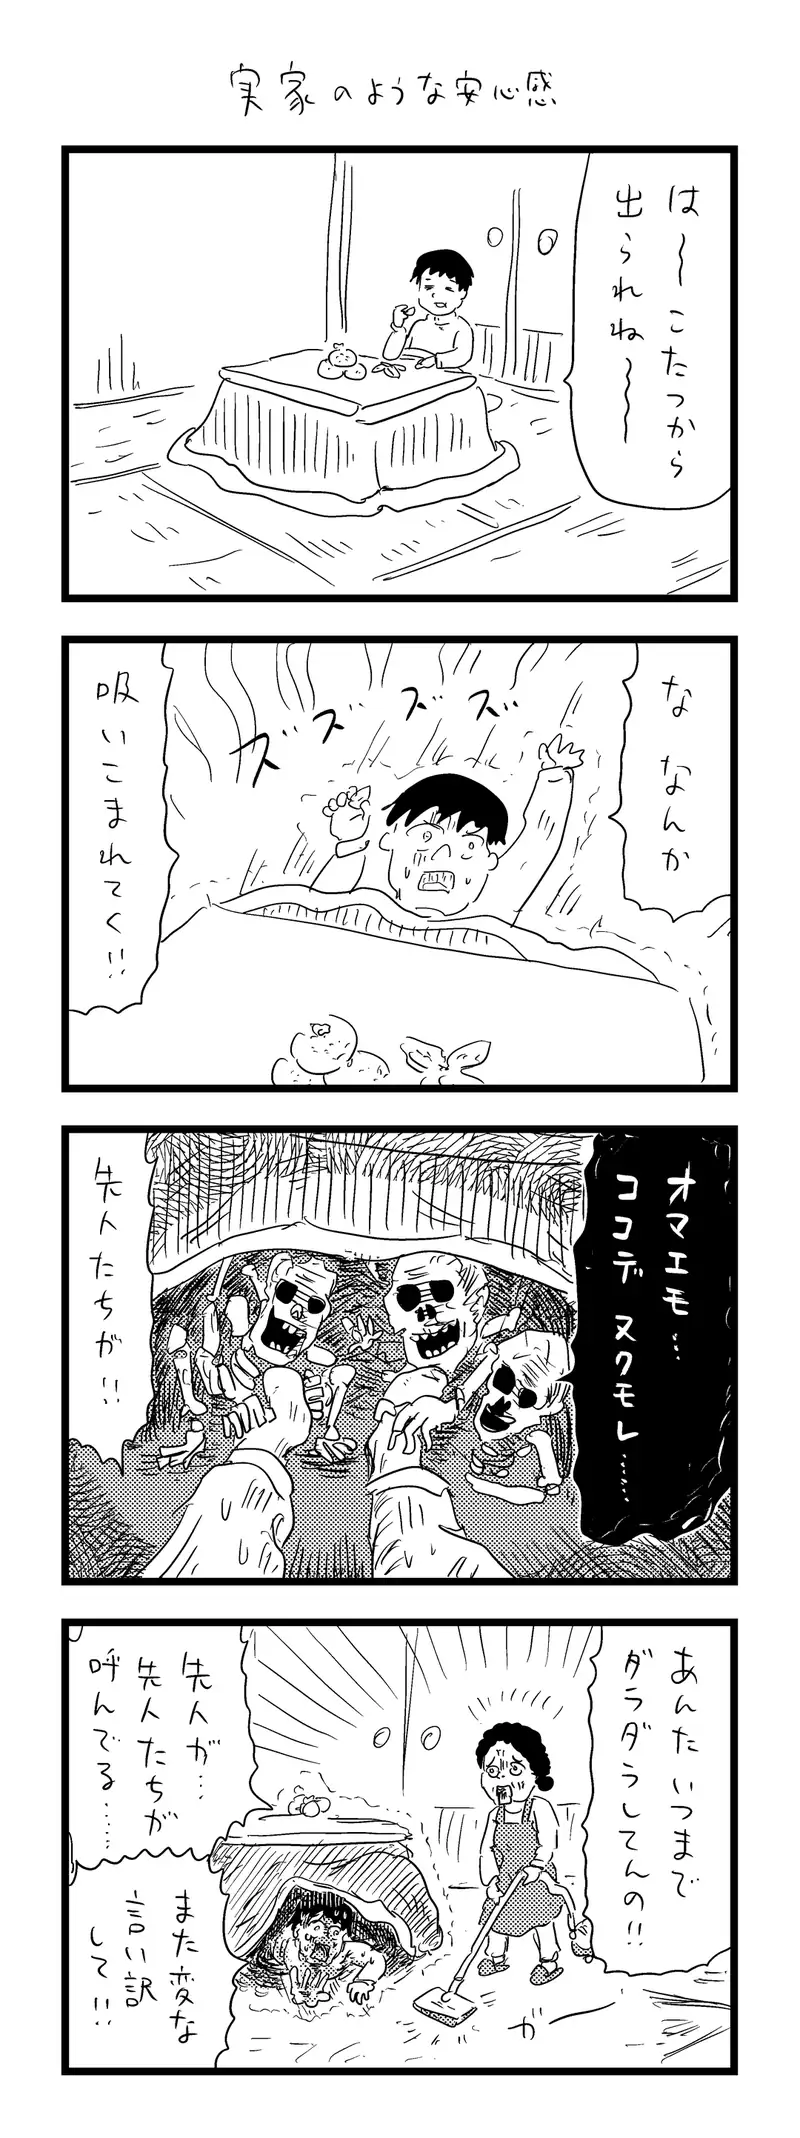 実家のような安心感
は〜こたつから
出られね〜〜
な なんか
ズズズズ
吸いこまれてく!!
オマエモ…
ココデ ヌクモレ……
先人たちが!!
あんたいつまで
ダラダラしてんの!!
先人が…
先人たちが
呼んでる……
また変な
言い訳
して!!
ガー